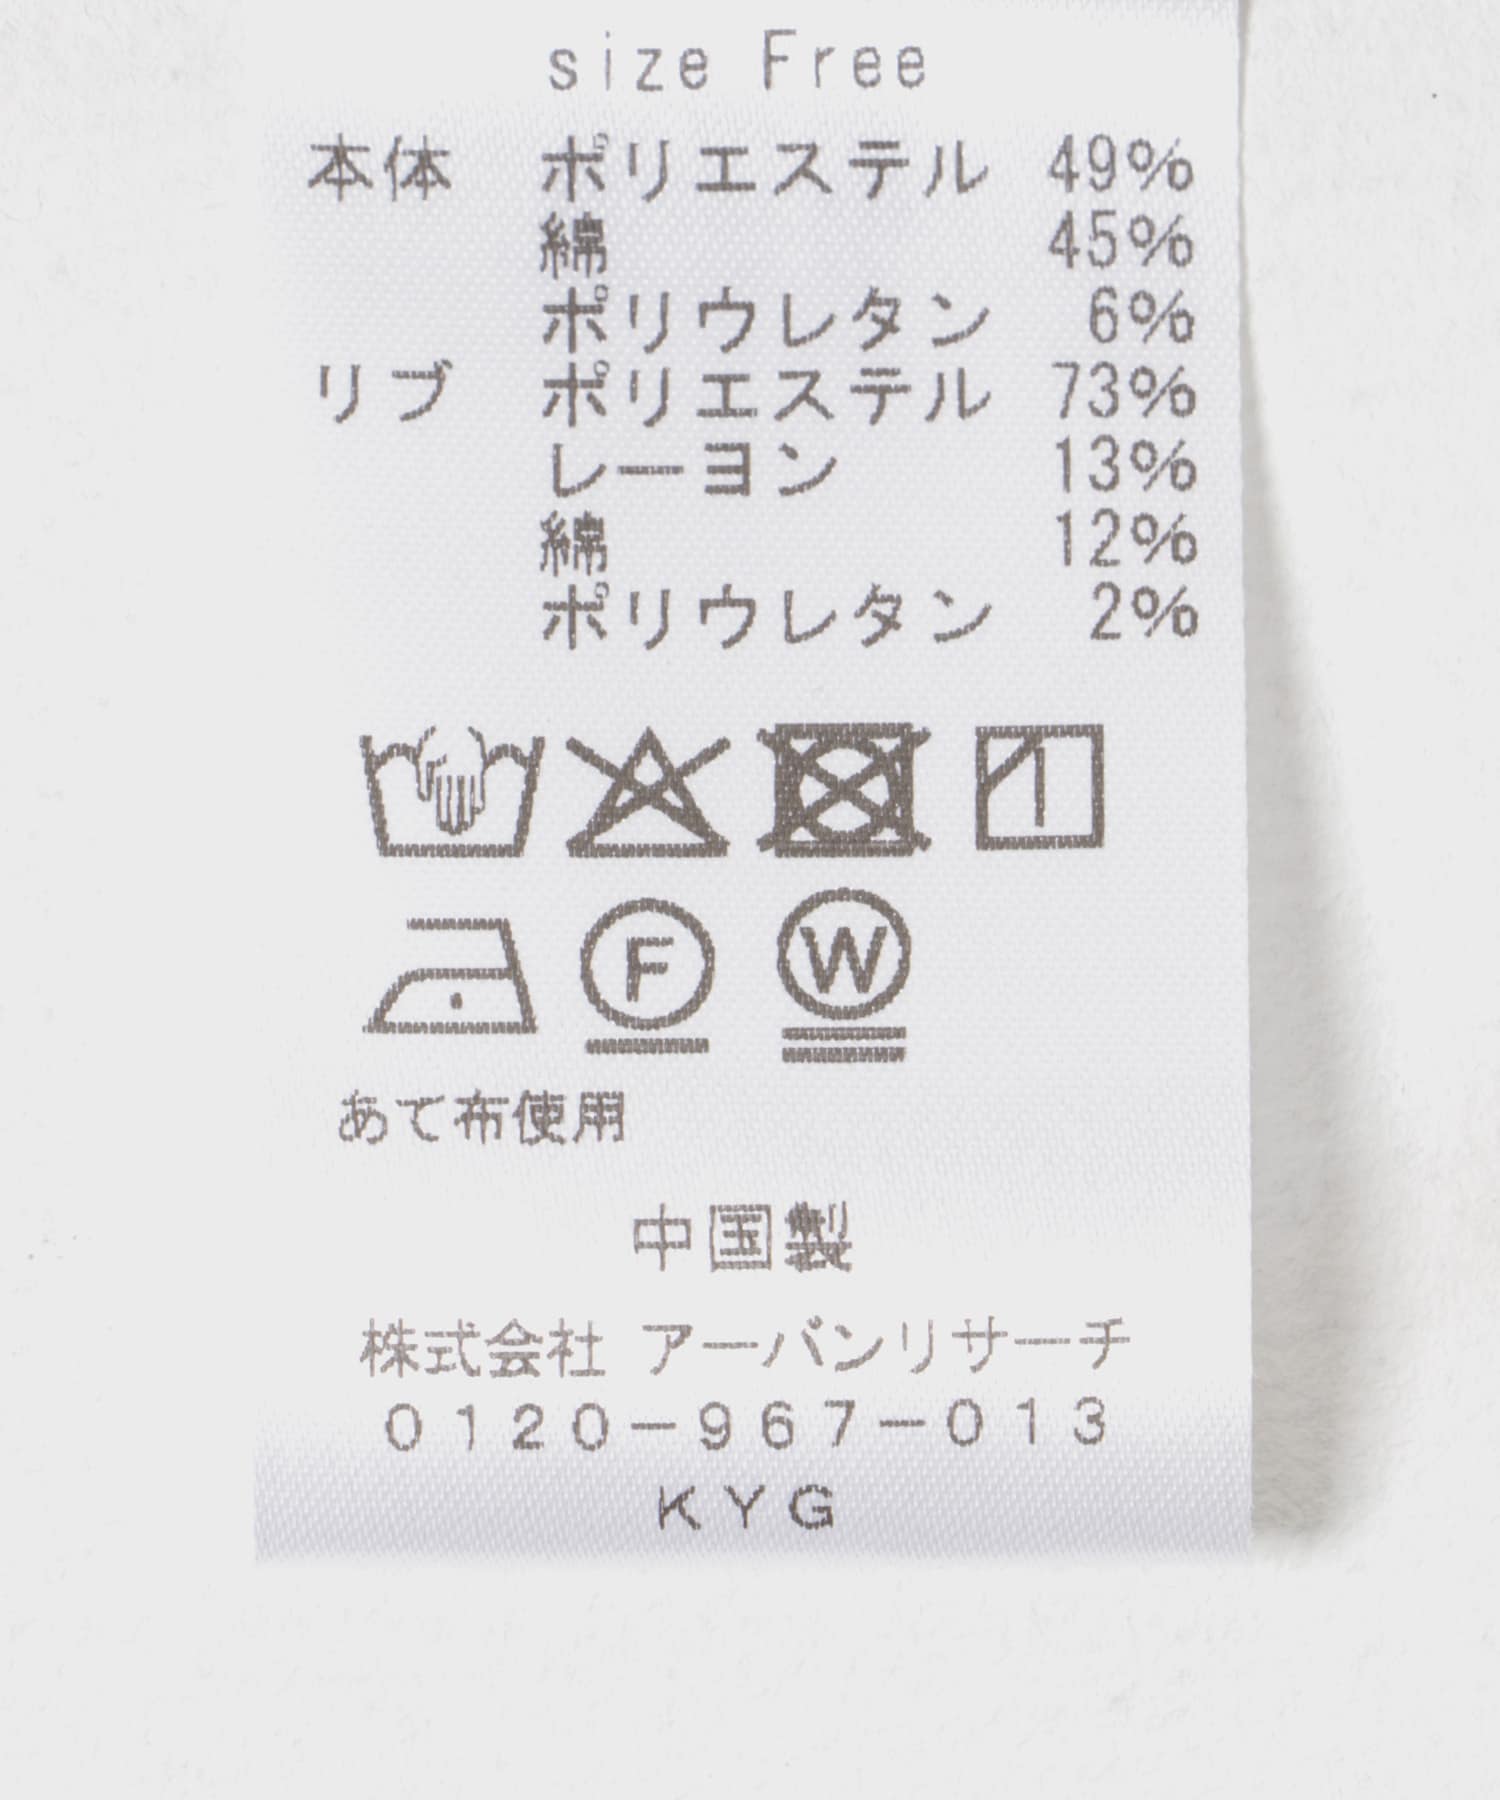 size Free
本体 ポリエステル 49%
綿 45%
ポリウレタン 6%
リブ ポリエステル 73%
レーヨン 13%
綿 12%
ポリウレタン 2%
F W
あて布使用
中国製
株式会社 アーバンリサーチ
0120-967-013
KYG